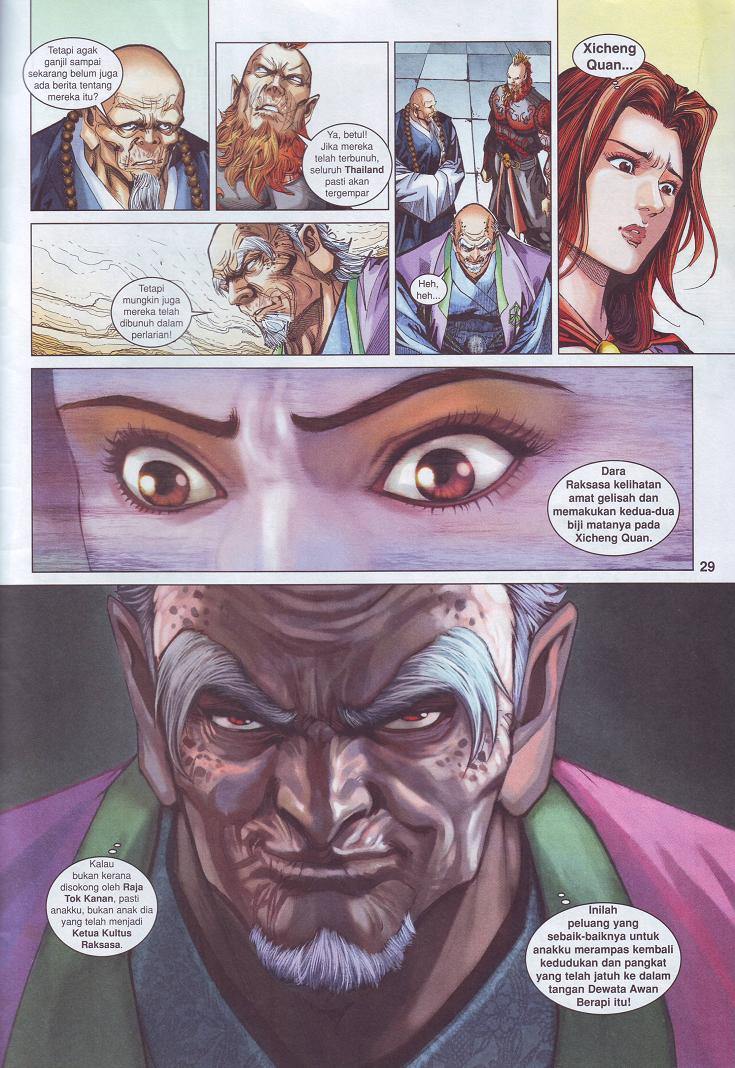 Tetapi agak
ganjil sampai
sekarang belum juga
ada berita tentang
mereka itu?
Ya, betul!
Jika mereka
telah terbunuh,
seluruh Thailand
pasti akan
tergempar
Xicheng
Quan...
Tetapi
mungkin juga
mereka telah
dibunuh dalam
perlarian!
Heh,
heh...
Dara
Raksasa kelihatan
amat gelisah dan
memakukan kedua-dua
biji matanya pada
Xicheng Quan.
29
Kalau
bukan kerana
disokong oleh Raja
Tok Kanan, pasti
anakku, bukan anak dia
yang telah menjadi
Ketua Kultus
Raksasa.
Inilah
peluang yang
sebaik-baiknya untuk
anakku merampas kembali
kedudukan dan pangkat
yang telah jatuh ke dalam
tangan Dewata Awan
Berapi itu!